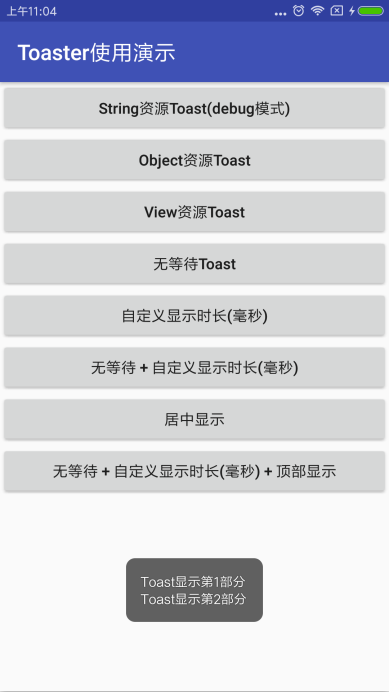 上午11:04
Toaster使用演示
String资源Toast(debug模式)
Object资源Toast
View资源Toast
无等待Toast
自定义显示时长(毫秒)
无等待 + 自定义显示时长(毫秒)
居中显示
无等待 + 自定义显示时长(毫秒) + 顶部显示
Toast显示第1部分
Toast显示第2部分